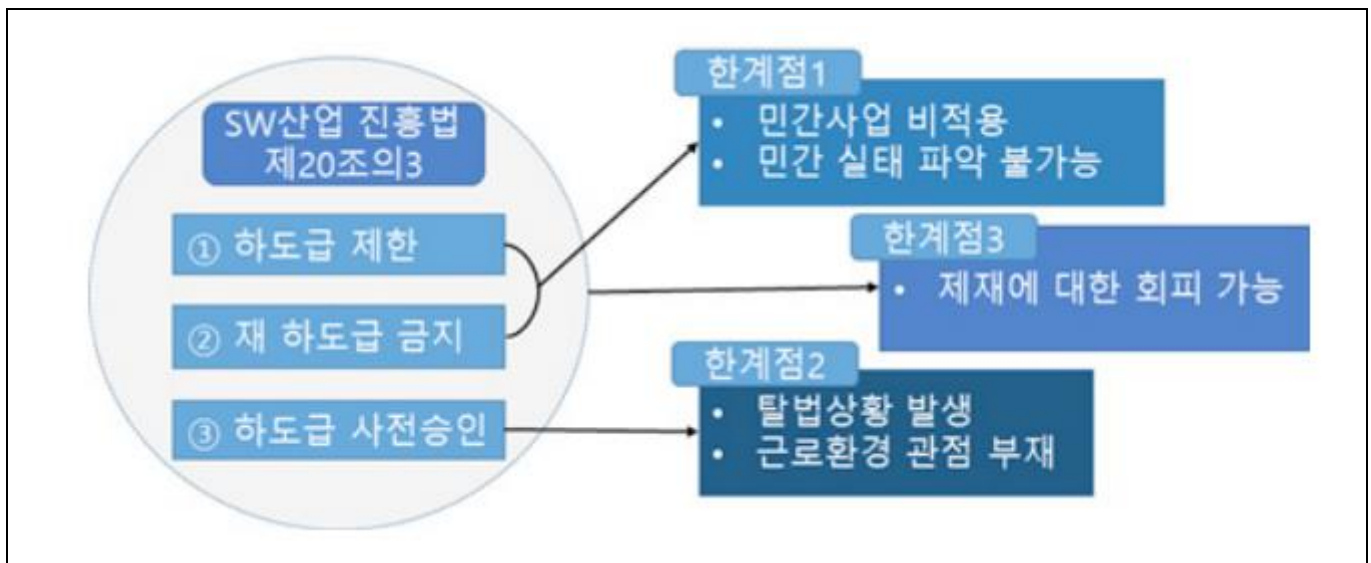 SW산업 진흥법
제20조의3
① 하도급 제한
② 재 하도급 금지
③ 하도급 사전승인
한계점1
• 민간사업 비적용
• 민간 실태 파악 불가능
한계점3
• 제재에 대한 회피 가능
한계점2
• 탈법상황 발생
• 근로환경 관점 부재